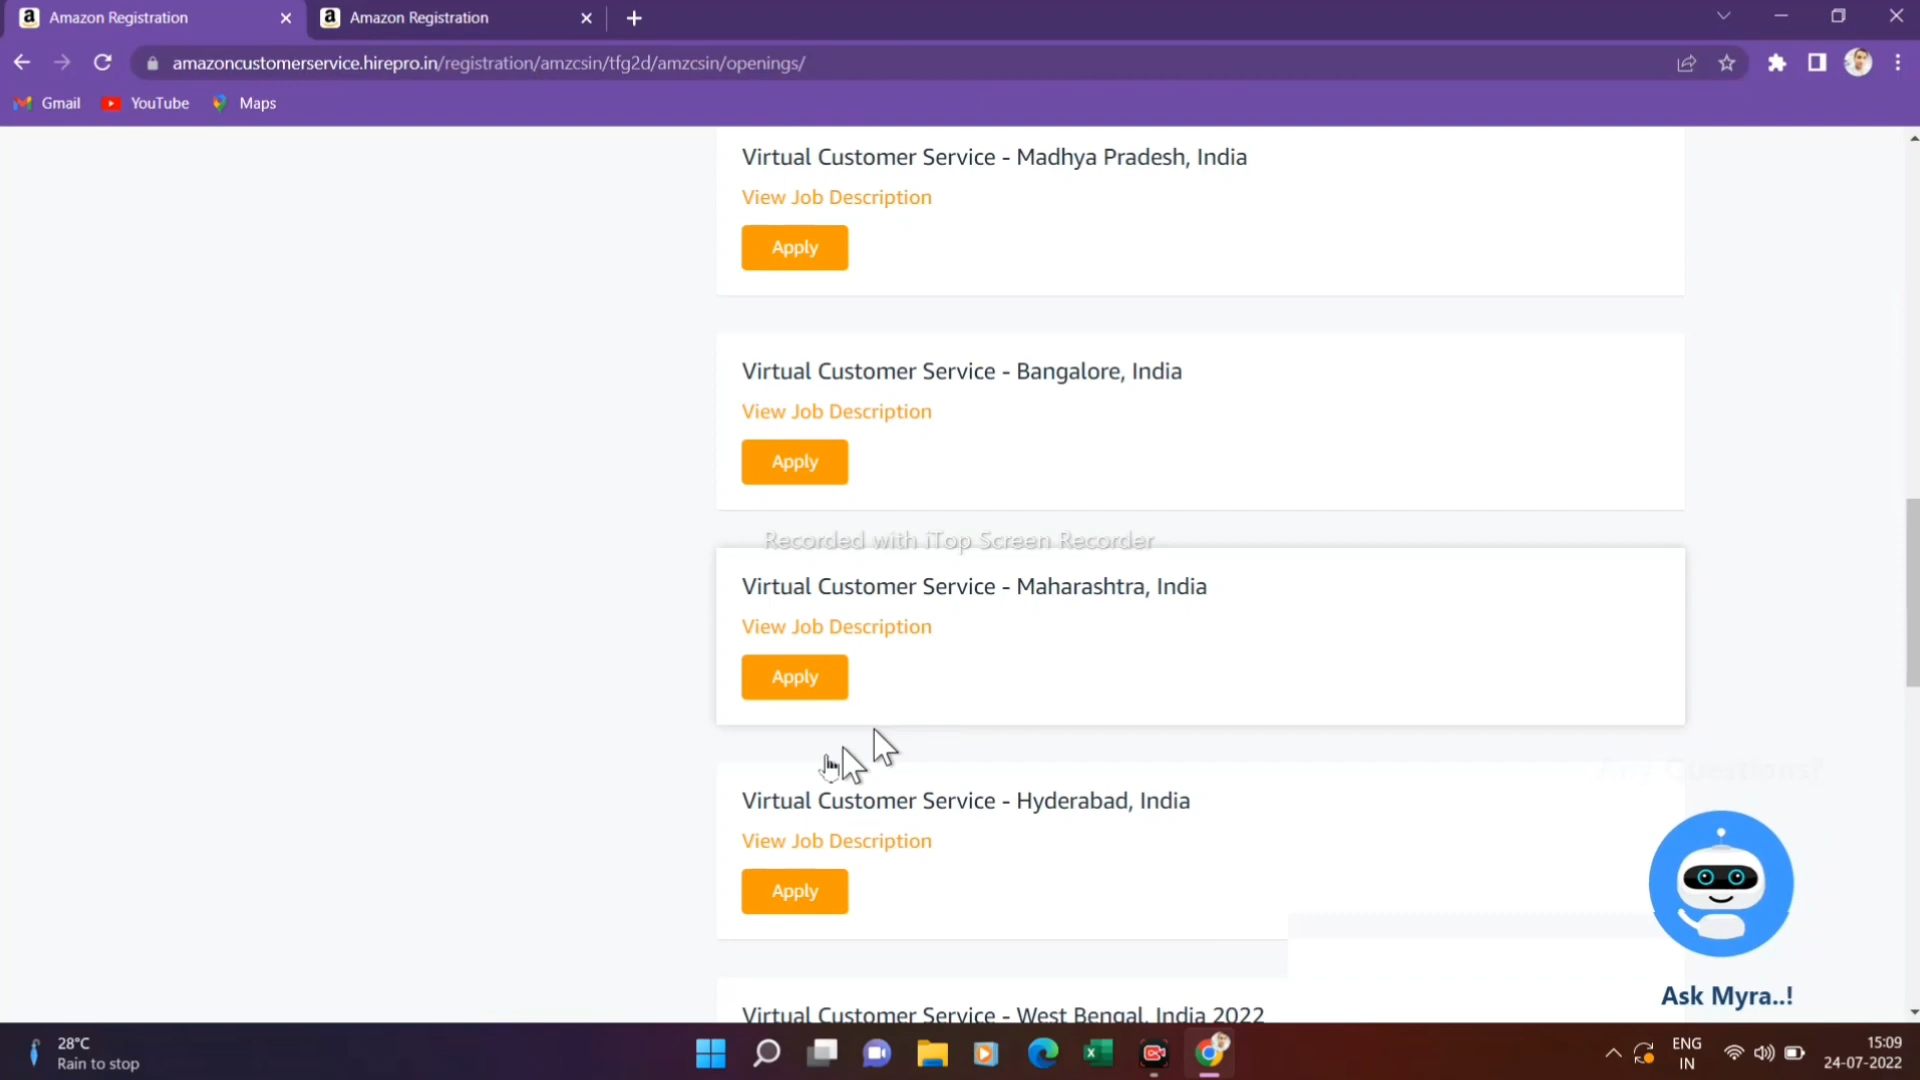 Amazon Registration
Amazon Registration
amazoncustomerservice.hirepro.in/registration/amzcsin/tfg2d/amzcsin/openings/
Gmail
YouTube
Maps
Virtual Customer Service - Madhya Pradesh, India
View Job Description
Apply
Virtual Customer Service - Bangalore, India
View Job Description
Apply
Recorded with iTop Screen Recorder
Virtual Customer Service - Maharashtra, India
View Job Description
Apply
Any Questions?
Virtual Customer Service - Hyderabad, India
View Job Description
Apply
Ask Myra..!
Virtual Customer Service - West Bengal, India 2022
28°C
Rain to stop
ENG
IN
15:09
24-07-2022